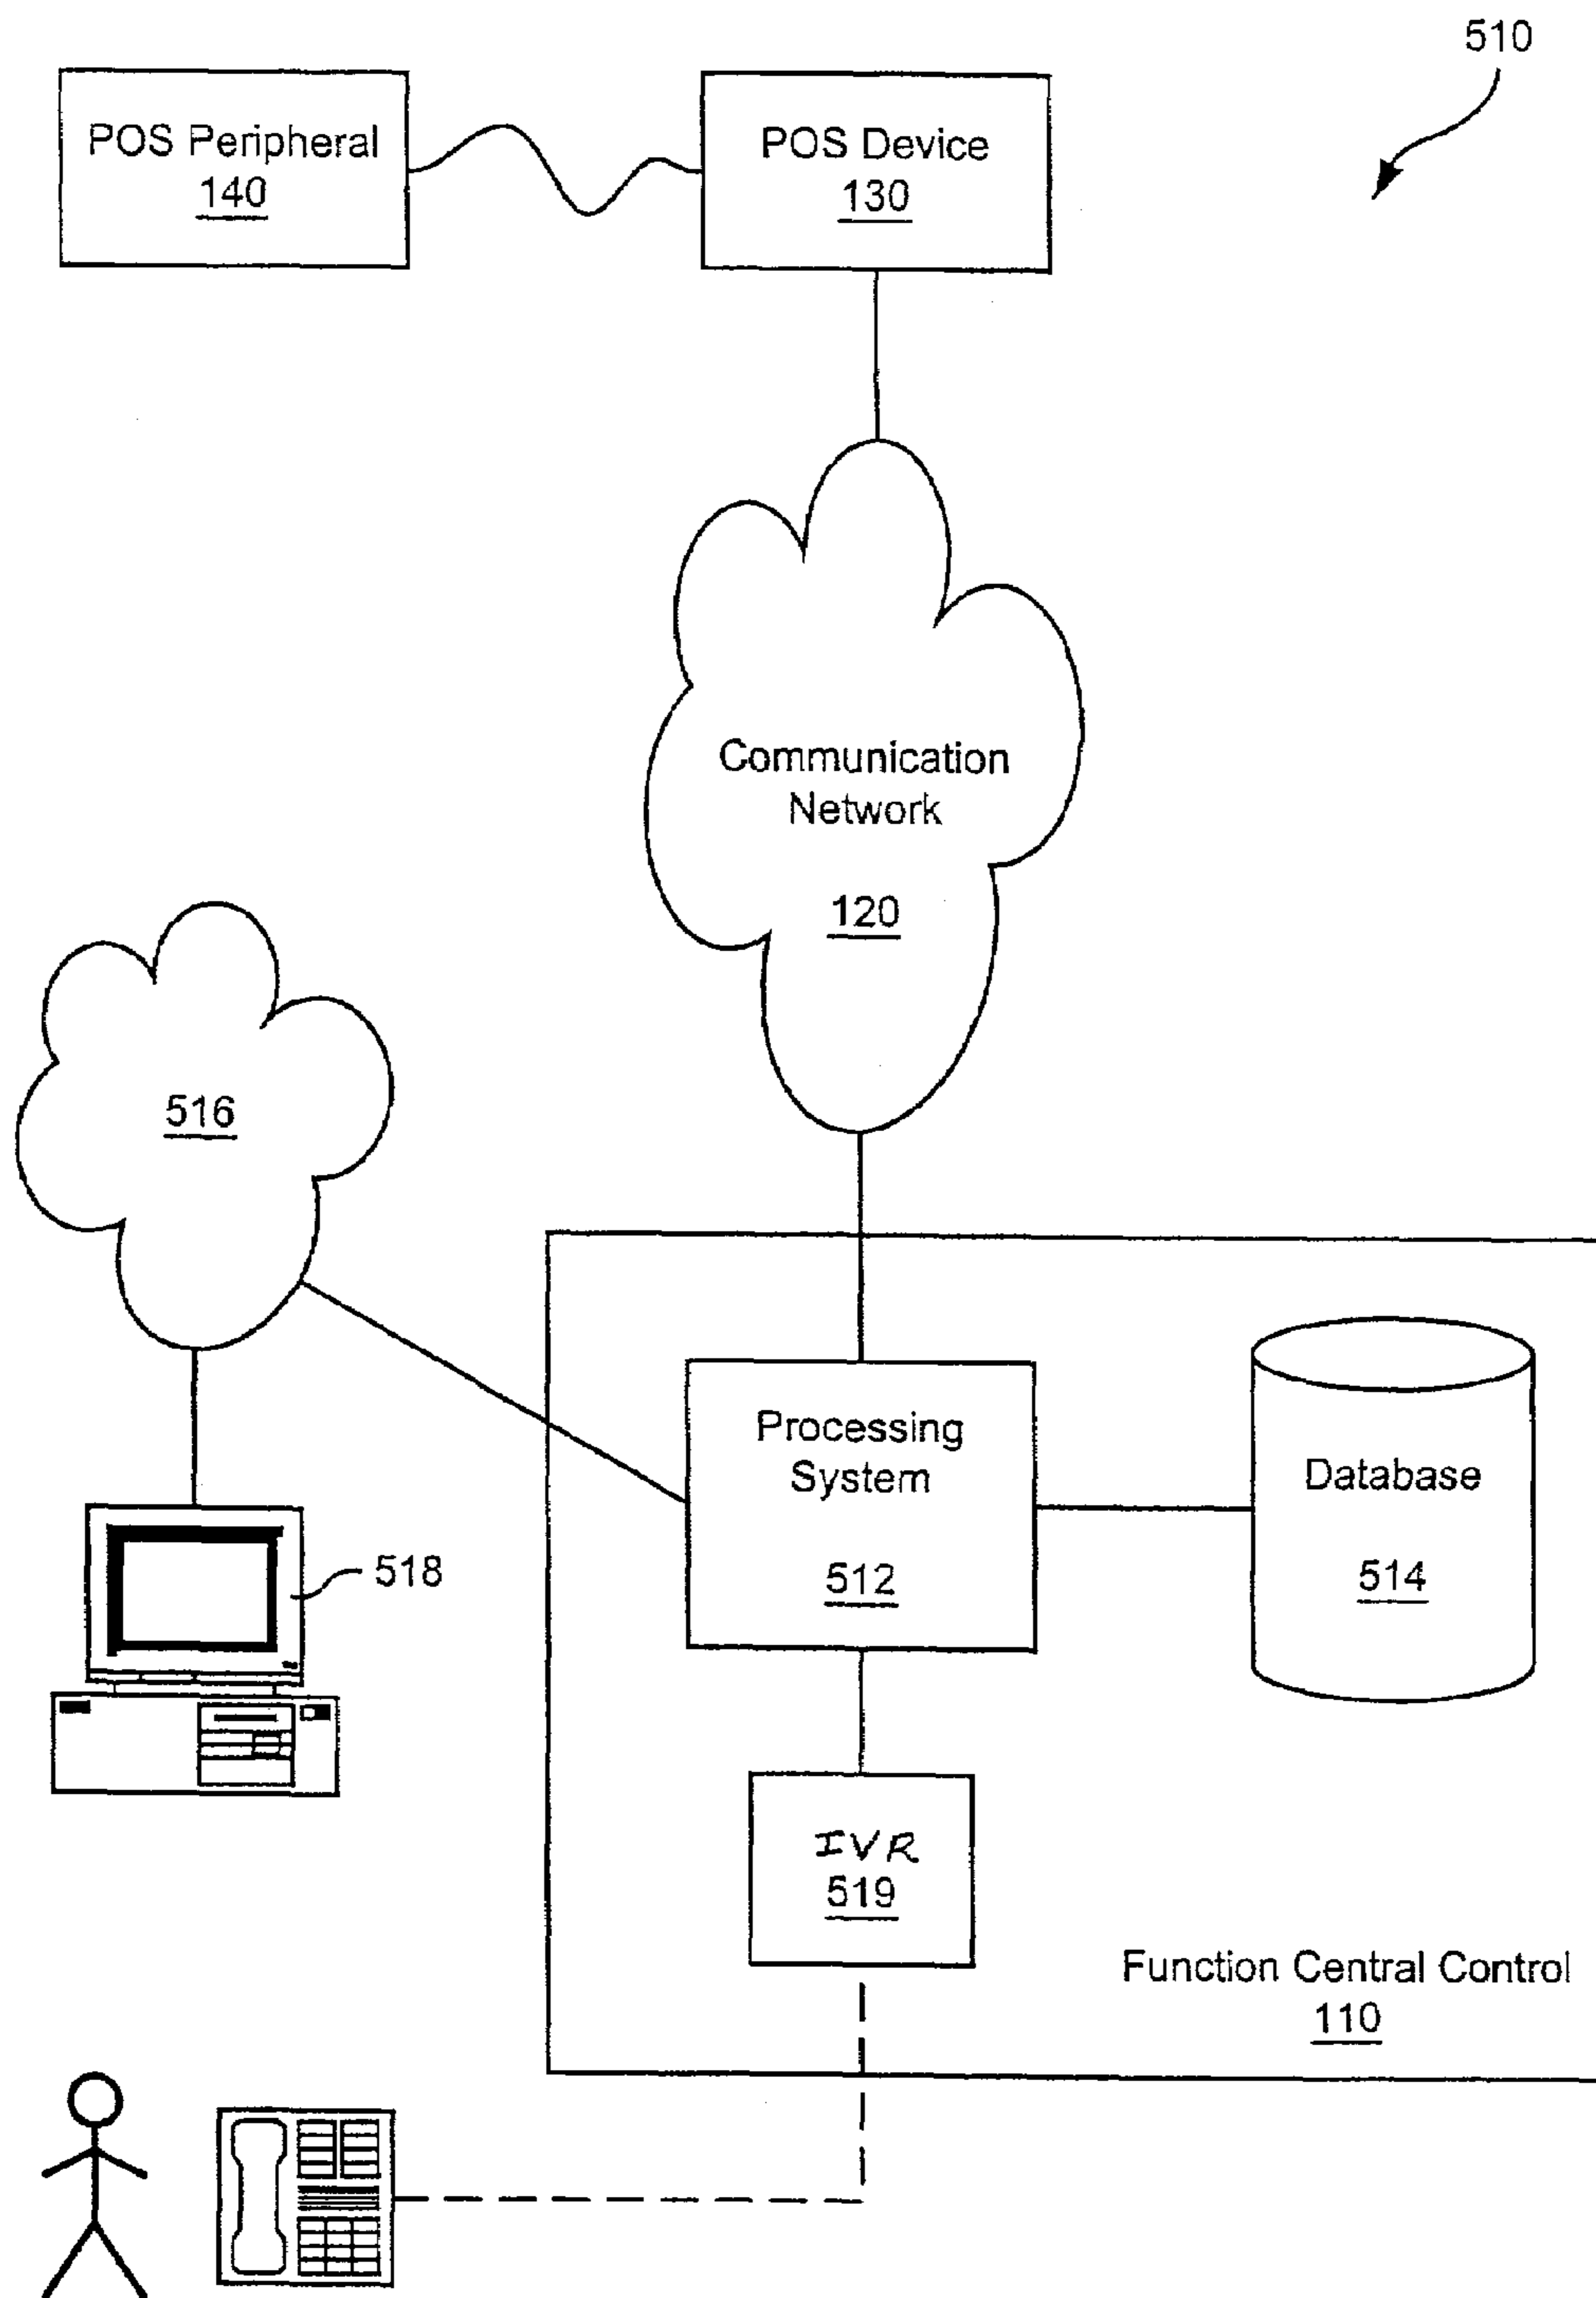 510
POS Peripheral
140
POS Device
130
Communication
Network
120
516
Processing
System
512
Database
514
518
IVR
519
Function Central Control
110